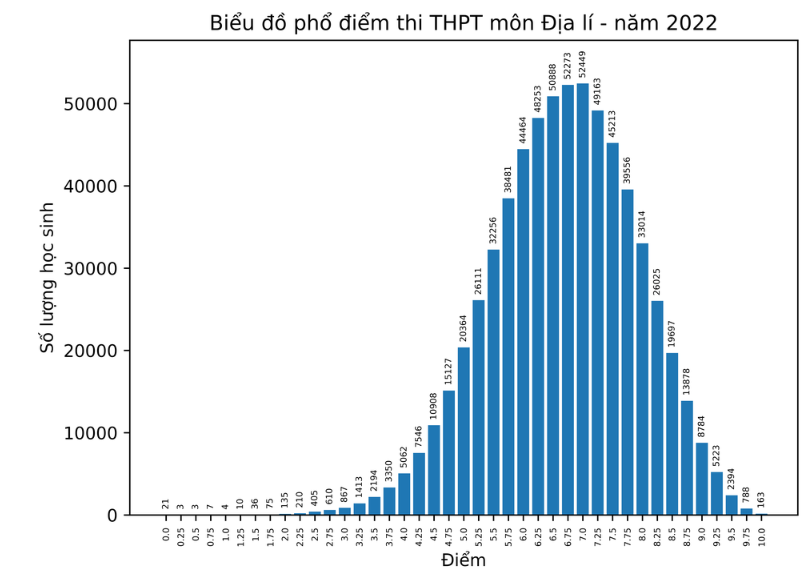 Biểu đồ phổ điểm thi THPT môn Địa lí - năm 2022
Số lượng học sinh
50000
40000
30000
20000
10000
0
21 3 3 7 4 10 36 75 135 210 405 610 867 1413 2194 3350 5062 7546 10908 15127 20364 26111 32256 38481 44464 48253 50888 52273 52449 49163 45213 39556 33014 26025 19697 13878 8784 5223 2394 788 163
0.0 0.25 0.5 0.75 1.0 1.25 1.5 1.75 2.0 2.25 2.5 2.75 3.0 3.25 3.5 3.75 4.0 4.25 4.5 4.75 5.0 5.25 5.5 5.75 6.0 6.25 6.5 6.75 7.0 7.25 7.5 7.75 8.0 8.25 8.5 8.75 9.0 9.25 9.5 9.75 10.0
Điểm